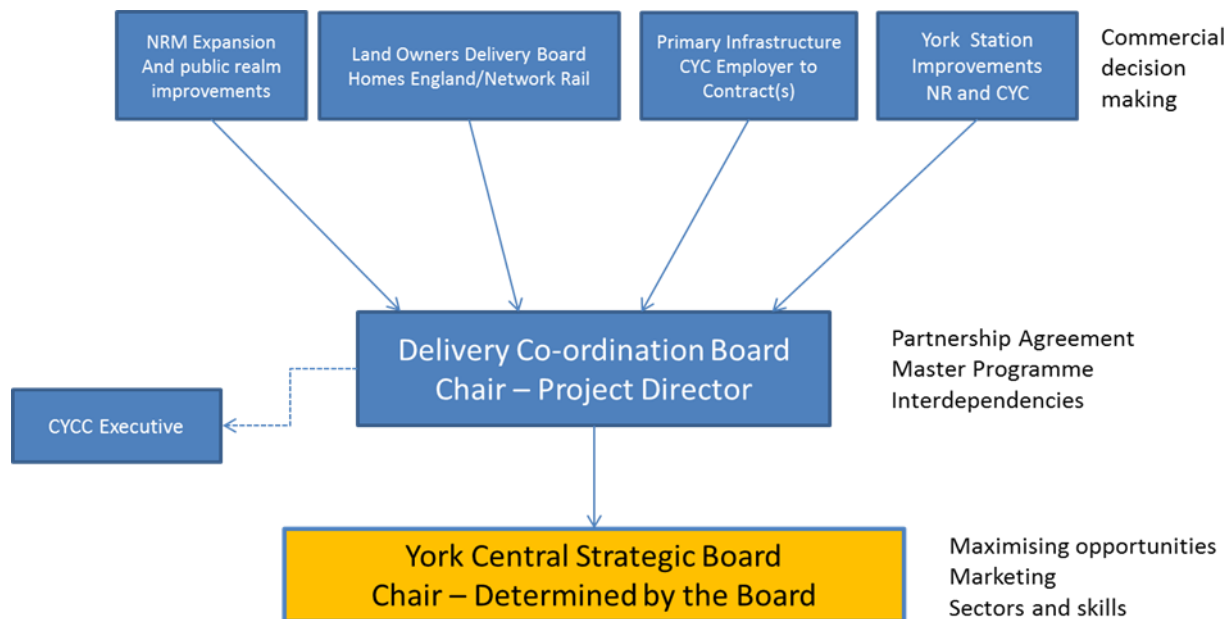 NRM Expansion
And public realm
improvements
Land Owners Delivery Board
Homes England/Network Rail
Primary Infrastructure
CYC Employer to
Contract(s)
York Station
Improvements
NR and CYC
Commercial
decision
making
Delivery Co-ordination Board
Chair – Project Director
Partnership Agreement
Master Programme
Interdependencies
CYCC Executive
York Central Strategic Board
Chair – Determined by the Board
Maximising opportunities
Marketing
Sectors and skills